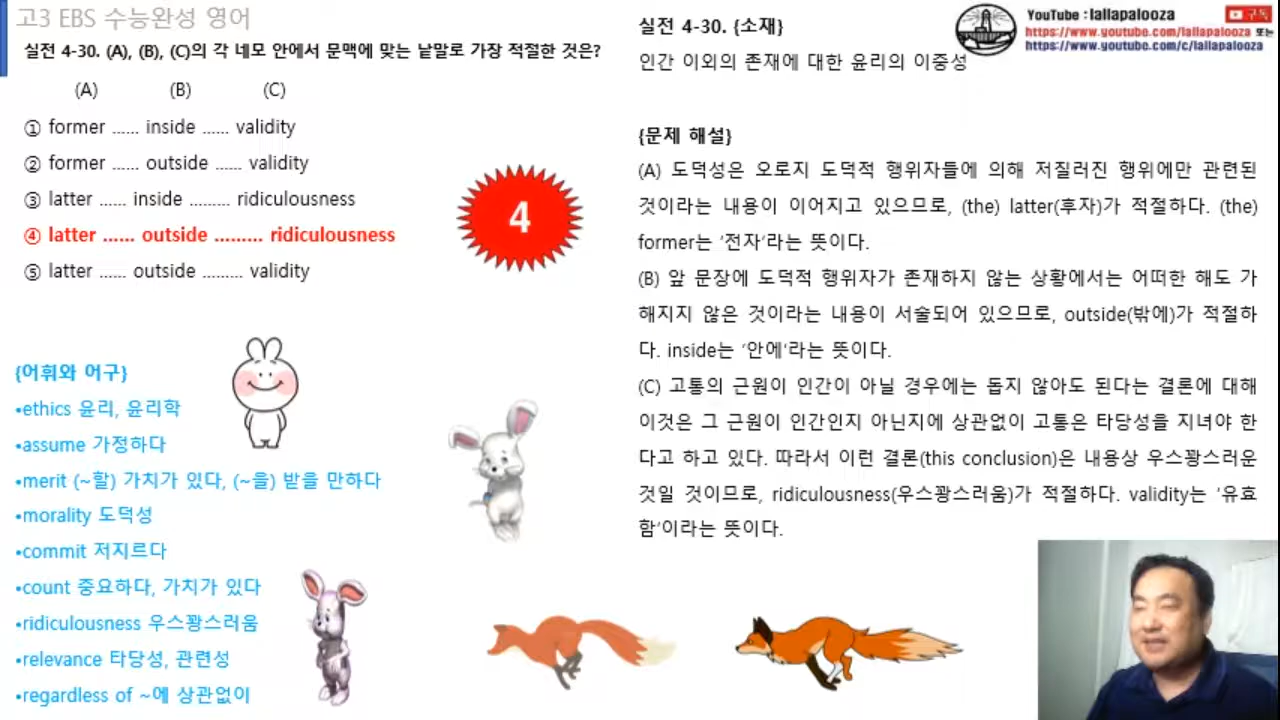 고3 EBS 수능완성 영어
실전 4-30. (A), (B), (C)의 각 네모 안에서 문맥에 맞는 낱말로 가장 적절한 것은?
(A) (B) (C)
① former ...... inside ...... validity
② former ...... outside ...... validity
③ latter ...... inside ......... ridiculousness
④ latter ...... outside ......... ridiculousness
⑤ latter ...... outside ......... validity
4
{어휘와 어구}
•ethics 윤리, 윤리학
•assume 가정하다
•merit (~할) 가치가 있다, (~을) 받을 만하다
•morality 도덕성
•commit 저지르다
•count 중요하다, 가치가 있다
•ridiculousness 우스꽝스러움
•relevance 타당성, 관련성
•regardless of ~에 상관없이
실전 4-30. {소재}
인간 이외의 존재에 대한 윤리의 이중성
YouTube : lallapalooza
구독
https://www.youtube.com/lallapalooza 또는
https://www.youtube.com/c/lallapalooza
{문제 해설}
(A) 도덕성은 오로지 도덕적 행위자들에 의해 저질러진 행위에만 관련된
것이라는 내용이 이어지고 있으므로, (the) latter(후자)가 적절하다. (the)
former는 ‘전자’라는 뜻이다.
(B) 앞 문장에 도덕적 행위자가 존재하지 않는 상황에서는 어떠한 해도 가
해지지 않은 것이라는 내용이 서술되어 있으므로, outside(밖에)가 적절하
다. inside는 ‘안에’라는 뜻이다.
(C) 고통의 근원이 인간이 아닐 경우에는 돕지 않아도 된다는 결론에 대해
이것은 그 근원이 인간인지 아닌지에 상관없이 고통은 타당성을 지녀야 한
다고 하고 있다. 따라서 이런 결론(this conclusion)은 내용상 우스꽝스러운
것일 것이므로, ridiculousness(우스꽝스러움)가 적절하다. validity는 ‘유효
함’이라는 뜻이다.